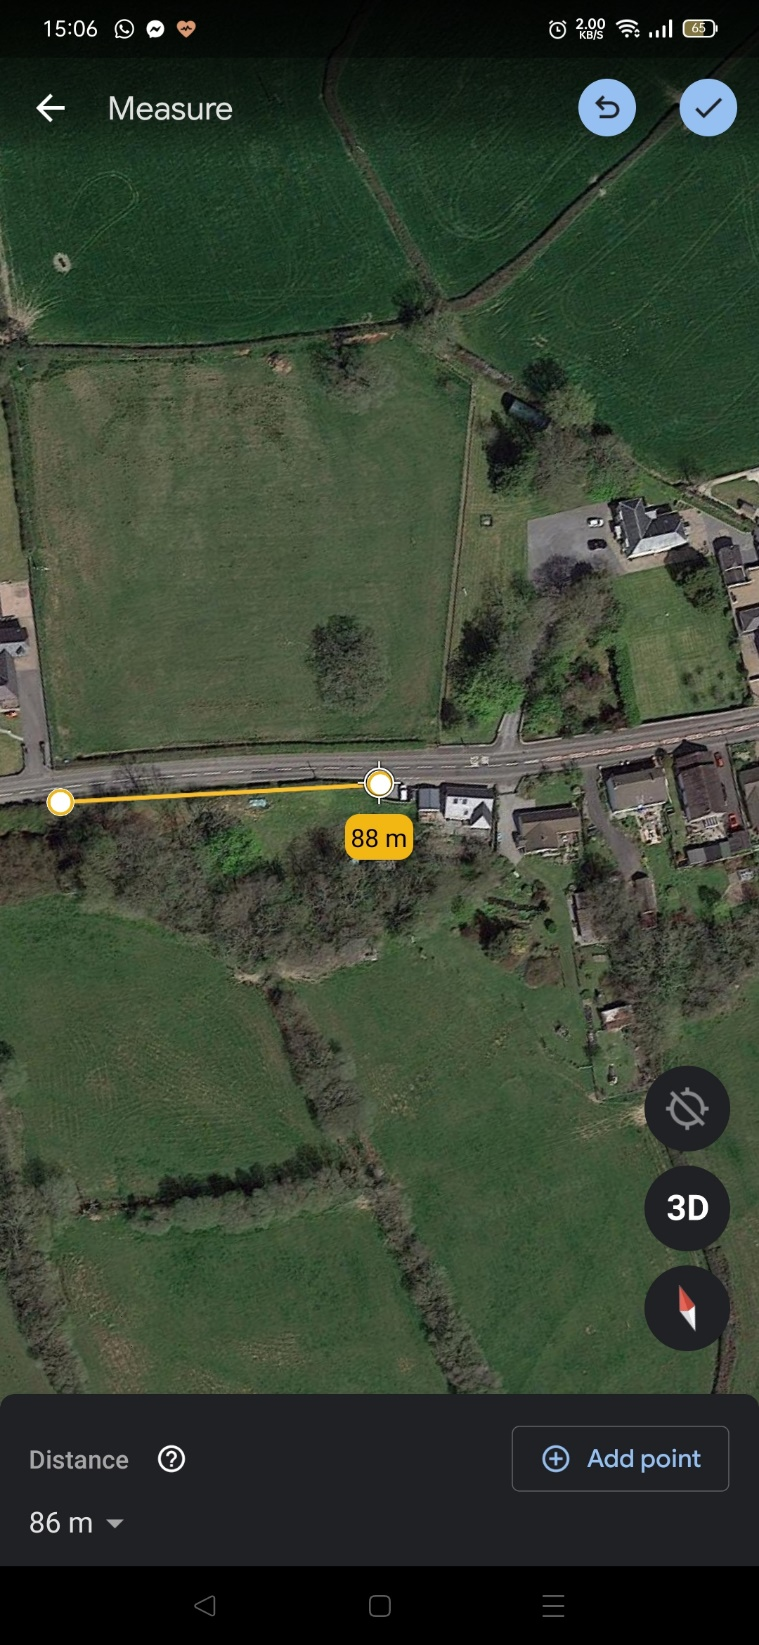 15:06
2.00
KB/S
65
Measure
88 m
3D
Distance
Add point
86 m